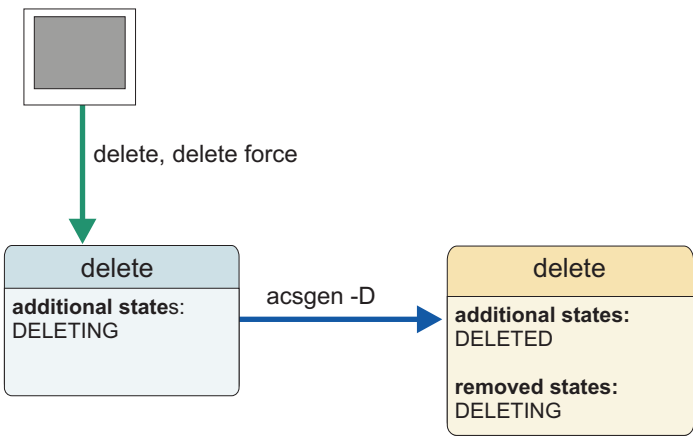 delete, delete force
delete
additional states:
DELETING
acsgen -D
delete
additional states:
DELETED
removed states:
DELETING